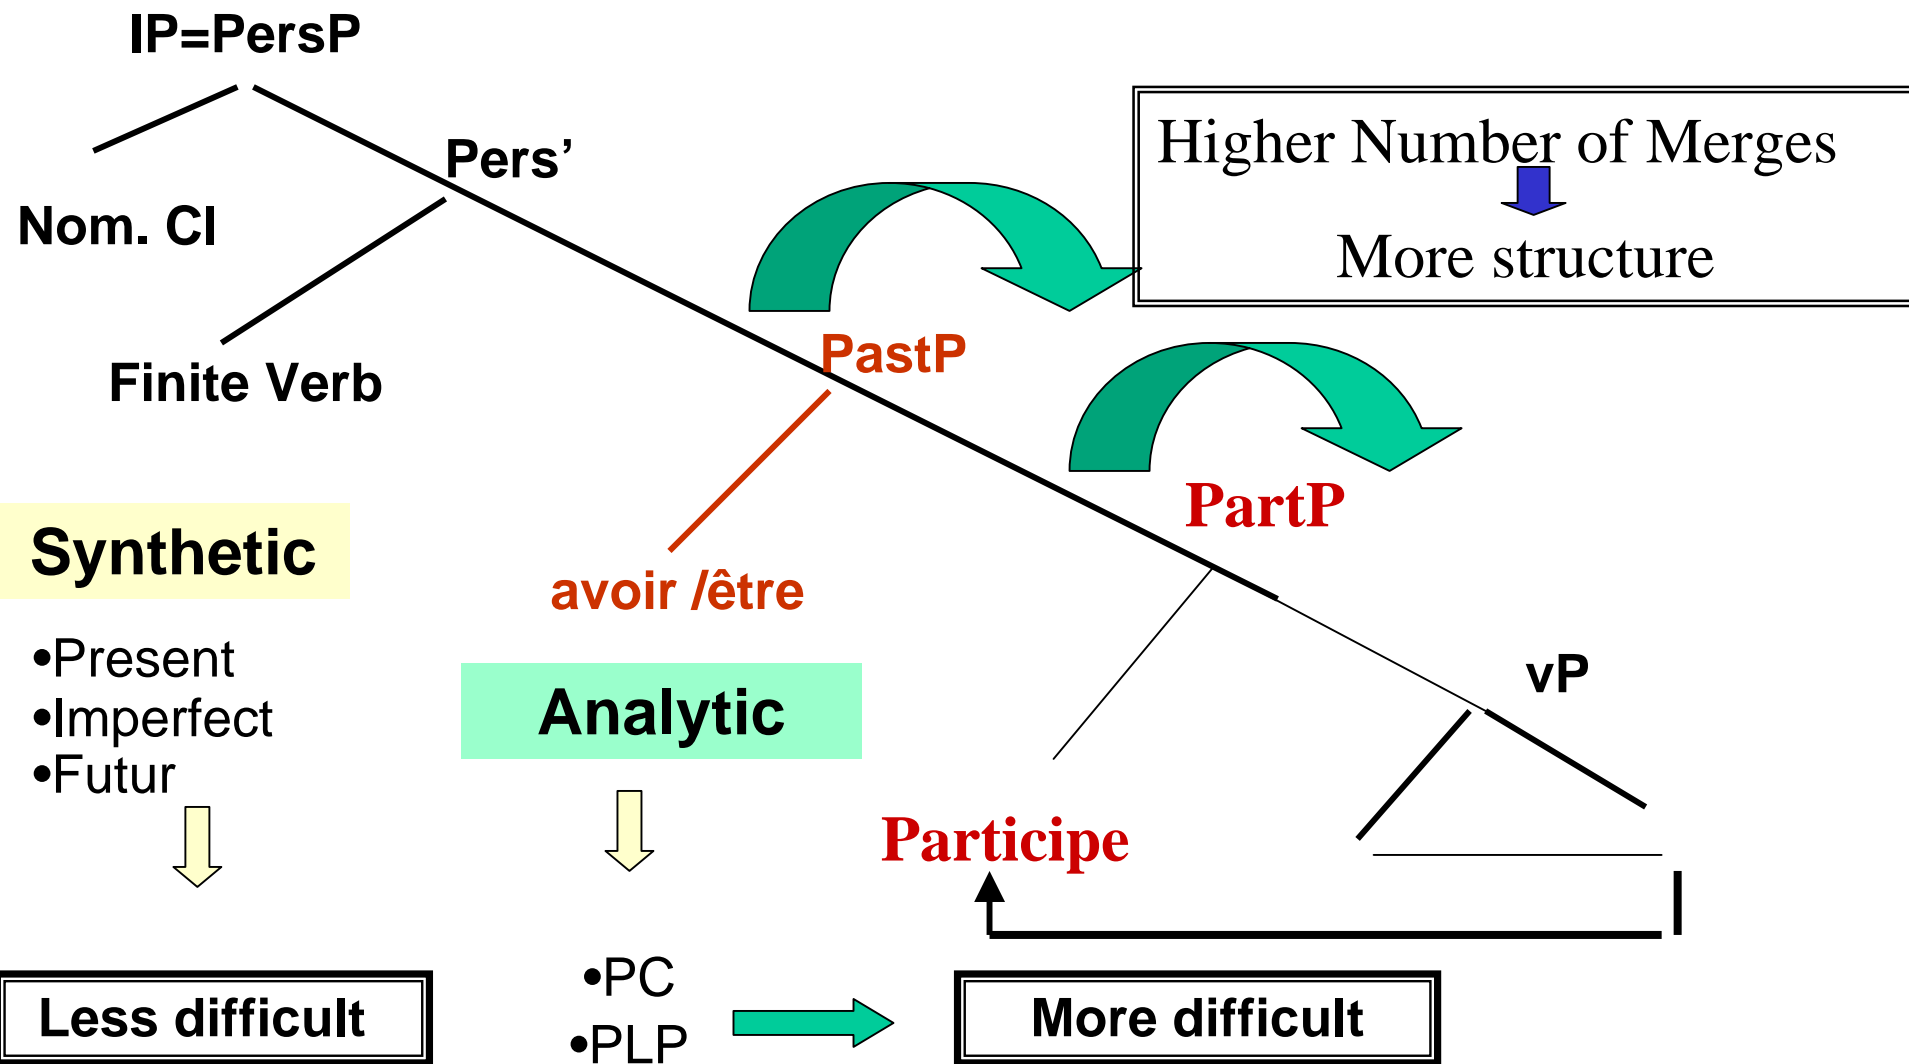 IP=PersP
Higher Number of Merges
More structure
Pers’
Nom. Cl
Finite Verb
PastP
PartP
Synthetic
avoir /être
•Present
•Imperfect
•Futur
Analytic
vP
Participe
•PC
•PLP
Less difficult
More difficult